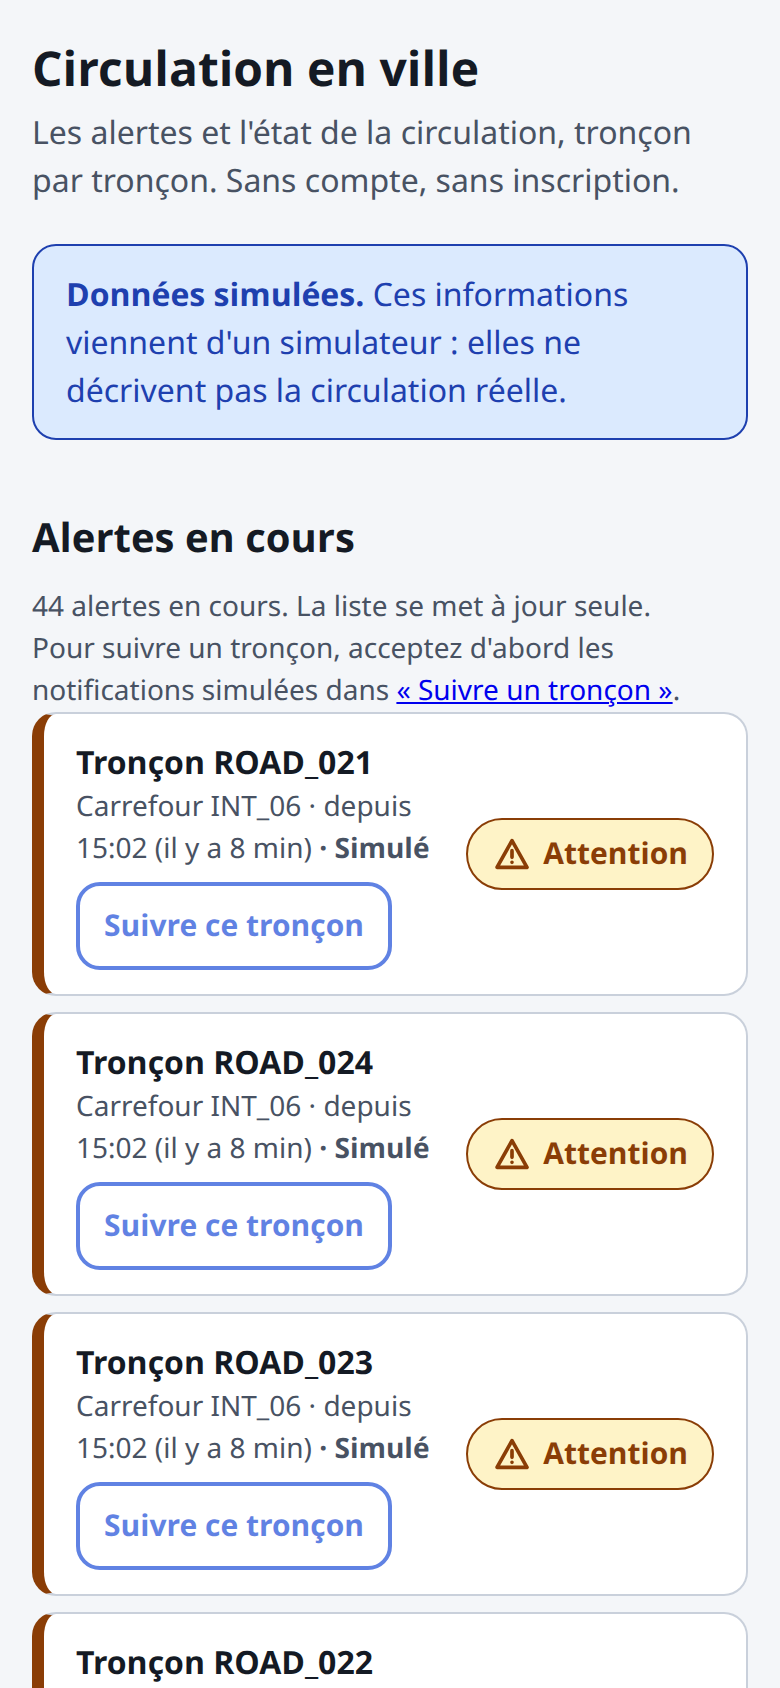 Circulation en ville
Les alertes et l'état de la circulation, tronçon
par tronçon. Sans compte, sans inscription.
Données simulées. Ces informations
viennent d'un simulateur : elles ne
décrivent pas la circulation réelle.
Alertes en cours
44 alertes en cours. La liste se met à jour seule.
Pour suivre un tronçon, acceptez d'abord les
notifications simulées dans « Suivre un tronçon ».
Tronçon ROAD_021
Carrefour INT_06 · depuis
15:02 (il y a 8 min) · Simulé
Attention
Suivre ce tronçon
Tronçon ROAD_024
Carrefour INT_06 · depuis
15:02 (il y a 8 min) · Simulé
Attention
Suivre ce tronçon
Tronçon ROAD_023
Carrefour INT_06 · depuis
15:02 (il y a 8 min) · Simulé
Attention
Suivre ce tronçon
Tronçon ROAD_022